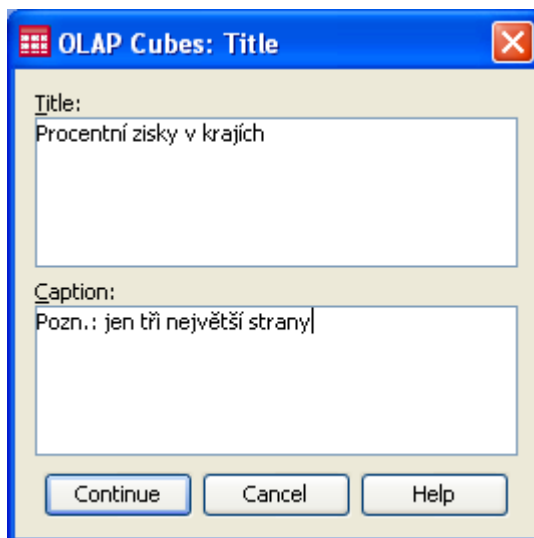 OLAP Cubes: Title
Title:
Procentní zisky v krajích
Caption:
Pozn.: jen tři největší strany
Continue Cancel Help